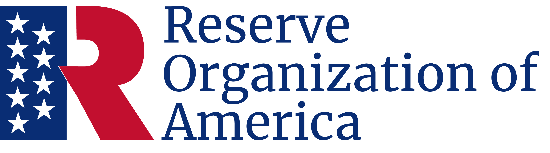 R
Reserve
Organization of
America